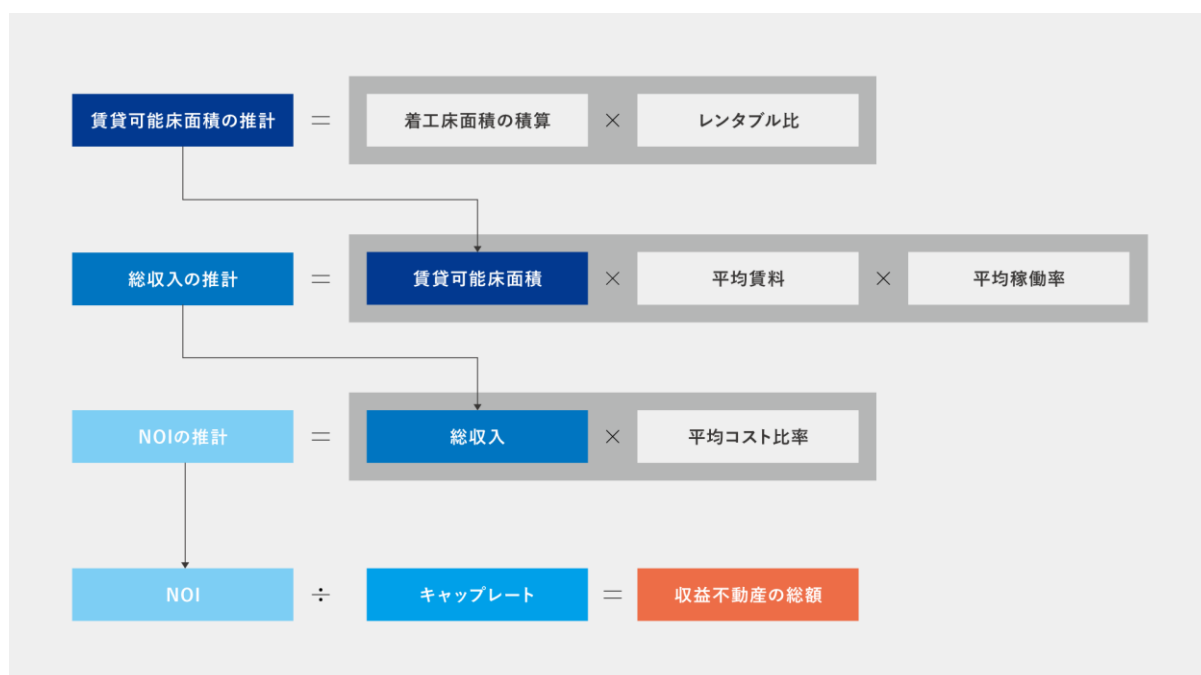 賃貸可能床面積の推計 = 着工床面積の積算 × レンタブル比
総収入の推計 = 賃貸可能床面積 × 平均賃料 × 平均稼働率
NOIの推計 = 総収入 × 平均コスト比率
NOI ÷ キャップレート = 収益不動産の総額